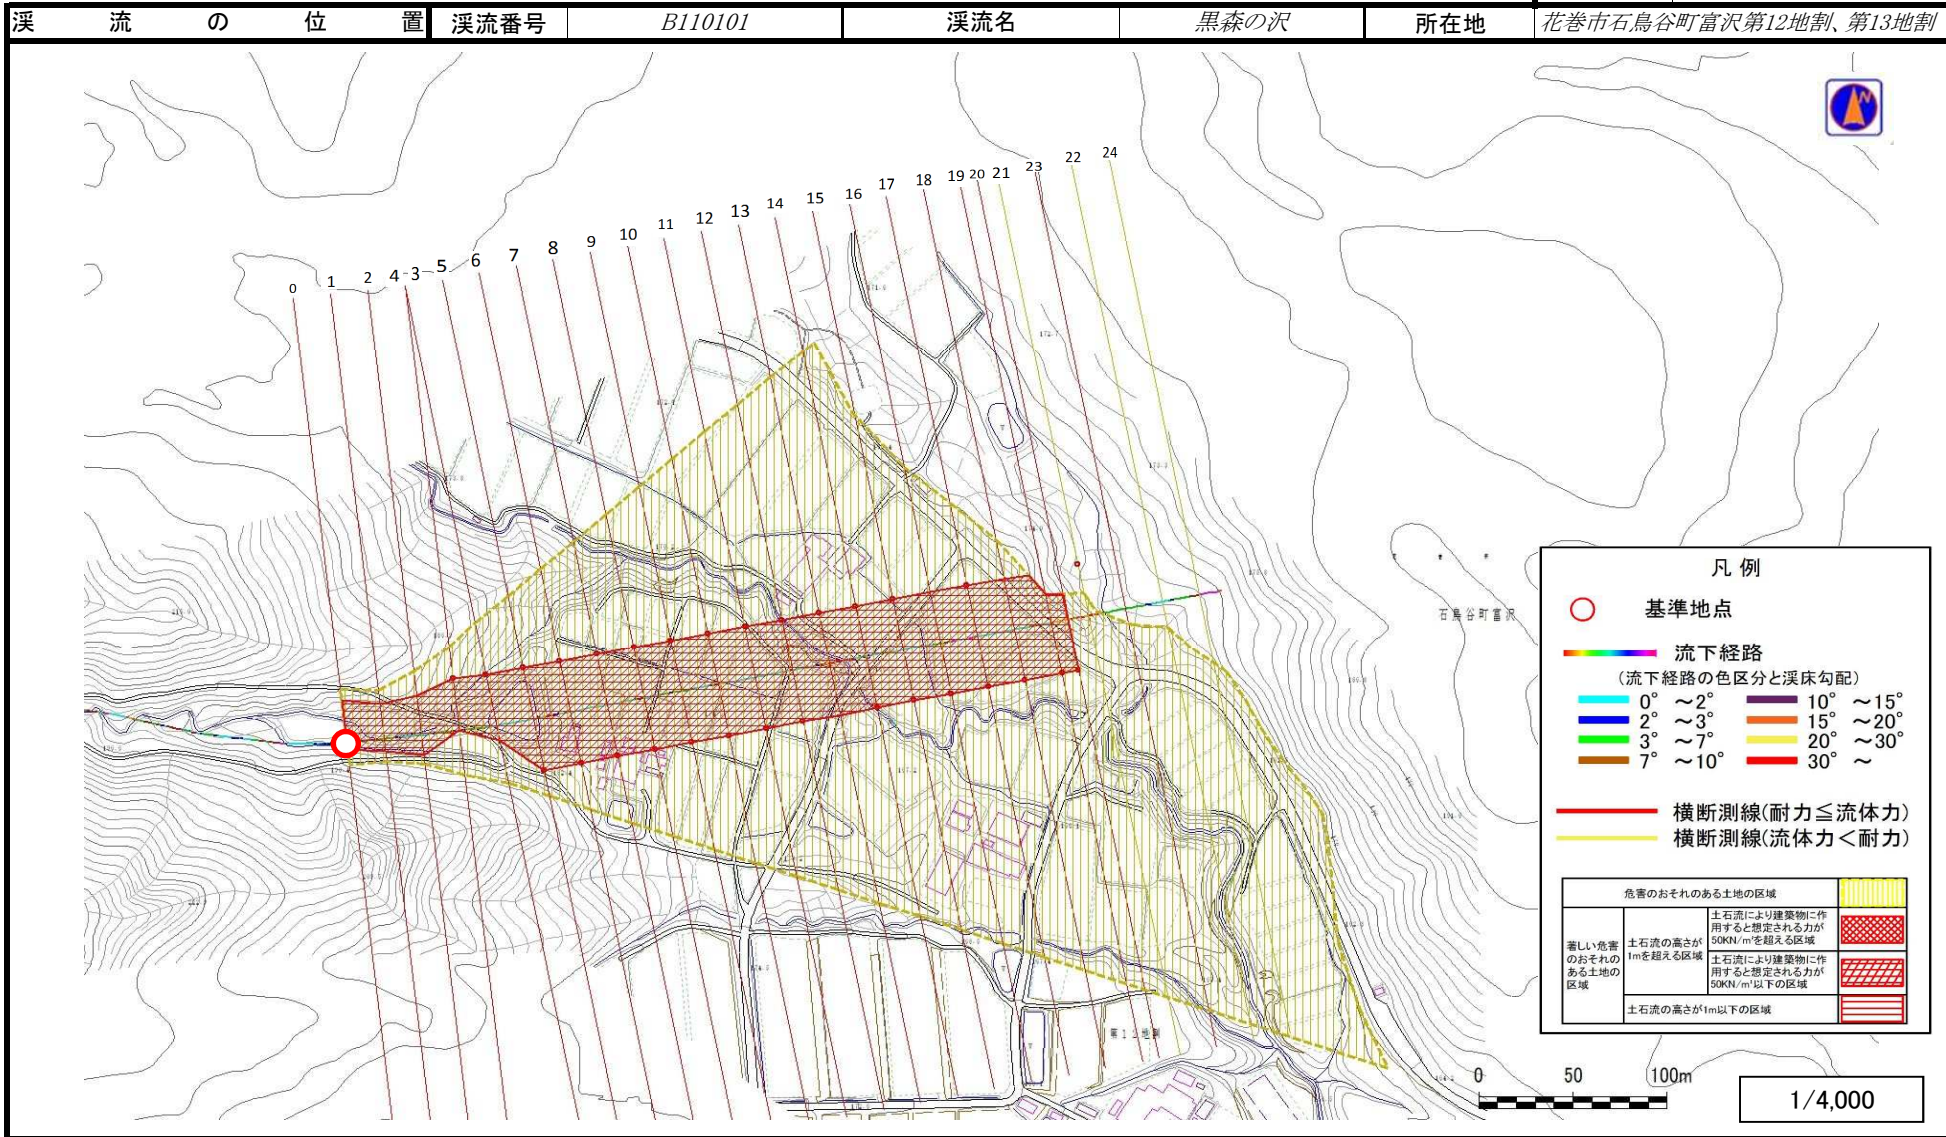 渓流の位置 渓流番号 B110101 渓流名 黒森の沢 所在地 花巻市石鳥谷町富沢第12地割、第13地割
N
0 1 2 4 3 5 6 7 8 9 10 11 12 13 14 15 16 17 18 19 20 21 23 22 24
石鳥谷町富沢
凡例
基準地点
流下経路
(流下経路の色区分と渓床勾配)
0° ～2° 10° ～15°
2° ～3° 15° ～20°
3° ～7° 20° ～30°
7° ～10° 30° ～
横断測線(耐力≦流体力)
横断測線(流体力＜耐力)
危害のおそれのある土地の区域
著しい危害
のおそれの
ある土地の
区域
土石流の高さが
1mを超える区域
土石流により建築物に作
用すると想定される力が
50KN/㎡を超える区域
土石流により建築物に作
用すると想定される力が
50KN/㎡以下の区域
土石流の高さが1m以下の区域
0 50 100m
1/4,000